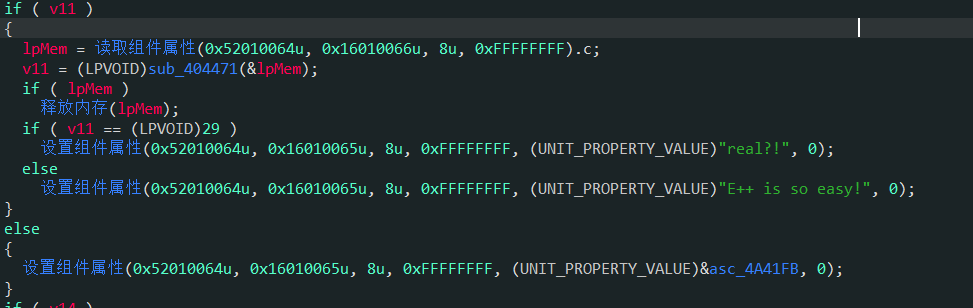 if ( v11 )
{
lpMem = 读取组件属性(0x52010064u, 0x16010066u, 8u, 0xFFFFFFFF).c;
v11 = (LPVOID)sub_404471(&lpMem);
if ( lpMem )
释放内存(lpMem);
if ( v11 == (LPVOID)29 )
设置组件属性(0x52010064u, 0x16010065u, 8u, 0xFFFFFFFF, (UNIT_PROPERTY_VALUE)"real?!", 0);
else
设置组件属性(0x52010064u, 0x16010065u, 8u, 0xFFFFFFFF, (UNIT_PROPERTY_VALUE)"E++ is so easy!", 0);
}
else
{
设置组件属性(0x52010064u, 0x16010065u, 8u, 0xFFFFFFFF, (UNIT_PROPERTY_VALUE)&asc_4A41FB, 0);
}
if ( v14 )